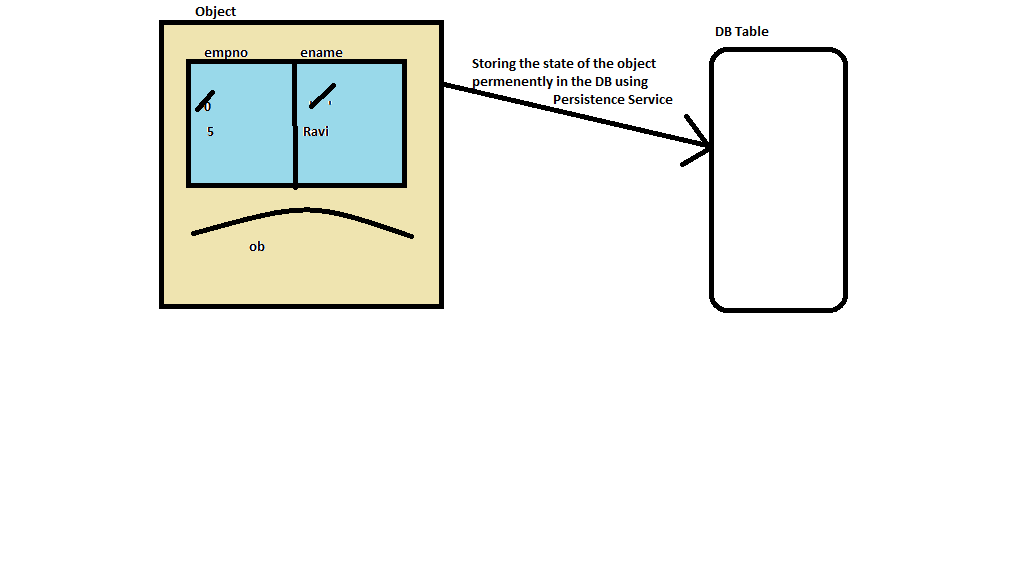 Object
empno ename
0 '
5 Ravi
ob
Storing the state of the object
permenently in the DB using
Persistence Service
DB Table